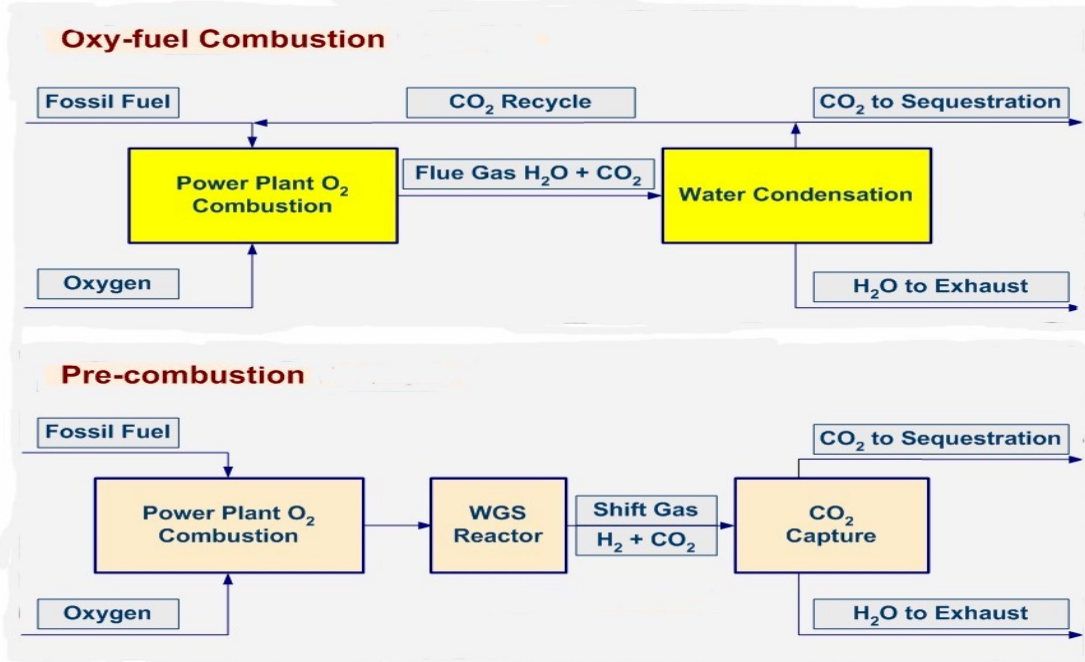 Oxy-fuel Combustion
Fossil Fuel
CO₂ Recycle
CO₂ to Sequestration
Power Plant O₂
Combustion
Flue Gas H₂O + CO₂
Water Condensation
Oxygen
H₂O to Exhaust
Pre-combustion
Fossil Fuel
CO₂ to Sequestration
Power Plant O₂
Combustion
WGS
Reactor
Shift Gas
H₂ + CO₂
CO₂
Capture
Oxygen
H₂O to Exhaust